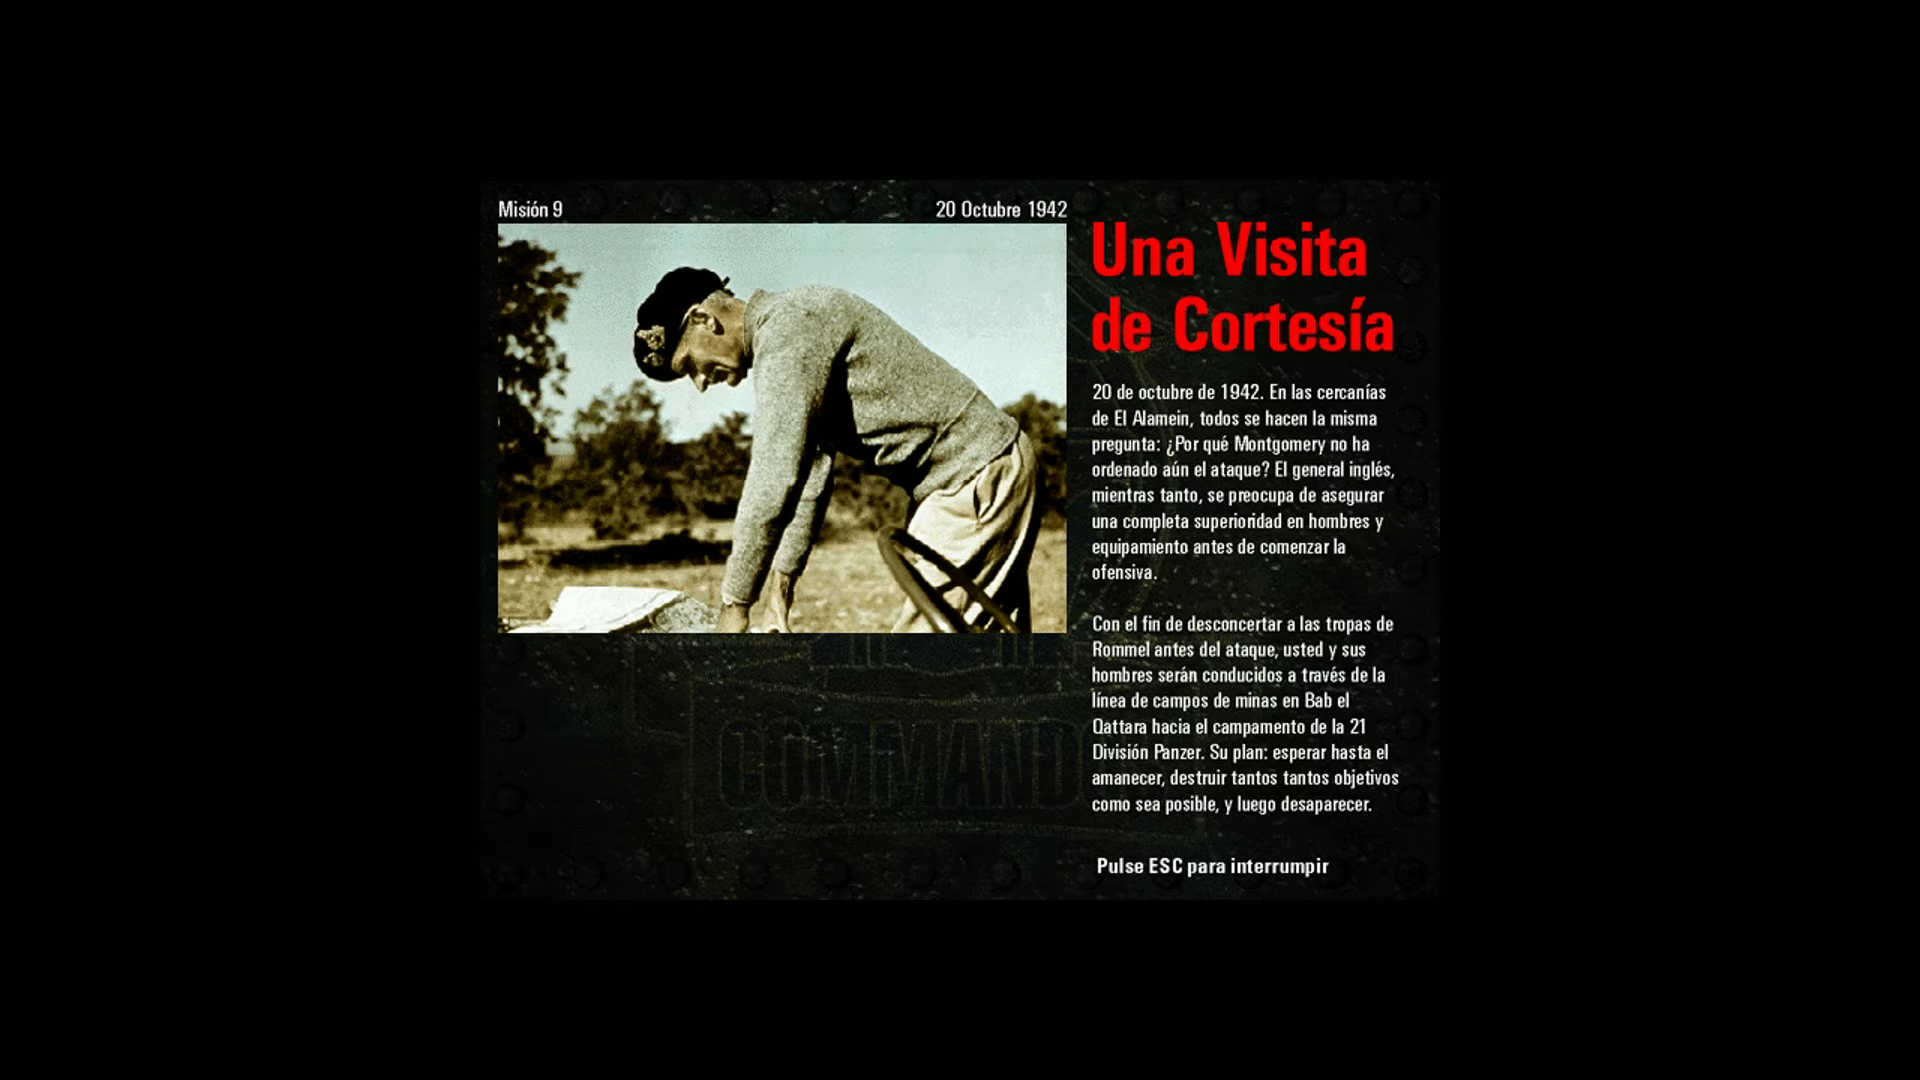 Misión 9
20 Octubre 1942
Una Visita
de Cortesía
20 de octubre de 1942. En las cercanías
de El Alamein, todos se hacen la misma
pregunta: ¿Por qué Montgomery no ha
ordenado aún el ataque? El general inglés,
mientras tanto, se preocupa de asegurar
una completa superioridad en hombres y
equipamiento antes de comenzar la
ofensiva.
Con el fin de desconcertar a las tropas de
Rommel antes del ataque, usted y sus
hombres serán conducidos a través de la
línea de campos de minas en Bab el
Qattara hacia el campamento de la 21
División Panzer. Su plan: esperar hasta el
amanecer, destruir tantos tantos objetivos
como sea posible, y luego desaparecer.
COMMANDO
Pulse ESC para interrumpir